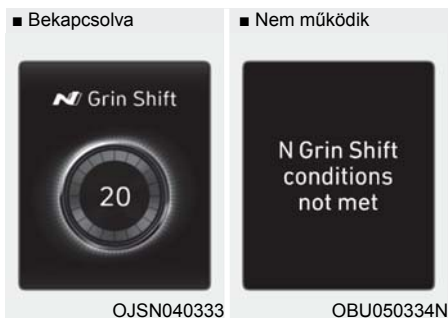 ■ Bekapcsolva
N Grin Shift
20
OJSN040333
■ Nem működik
N Grin Shift
conditions
not met
OBU050334N